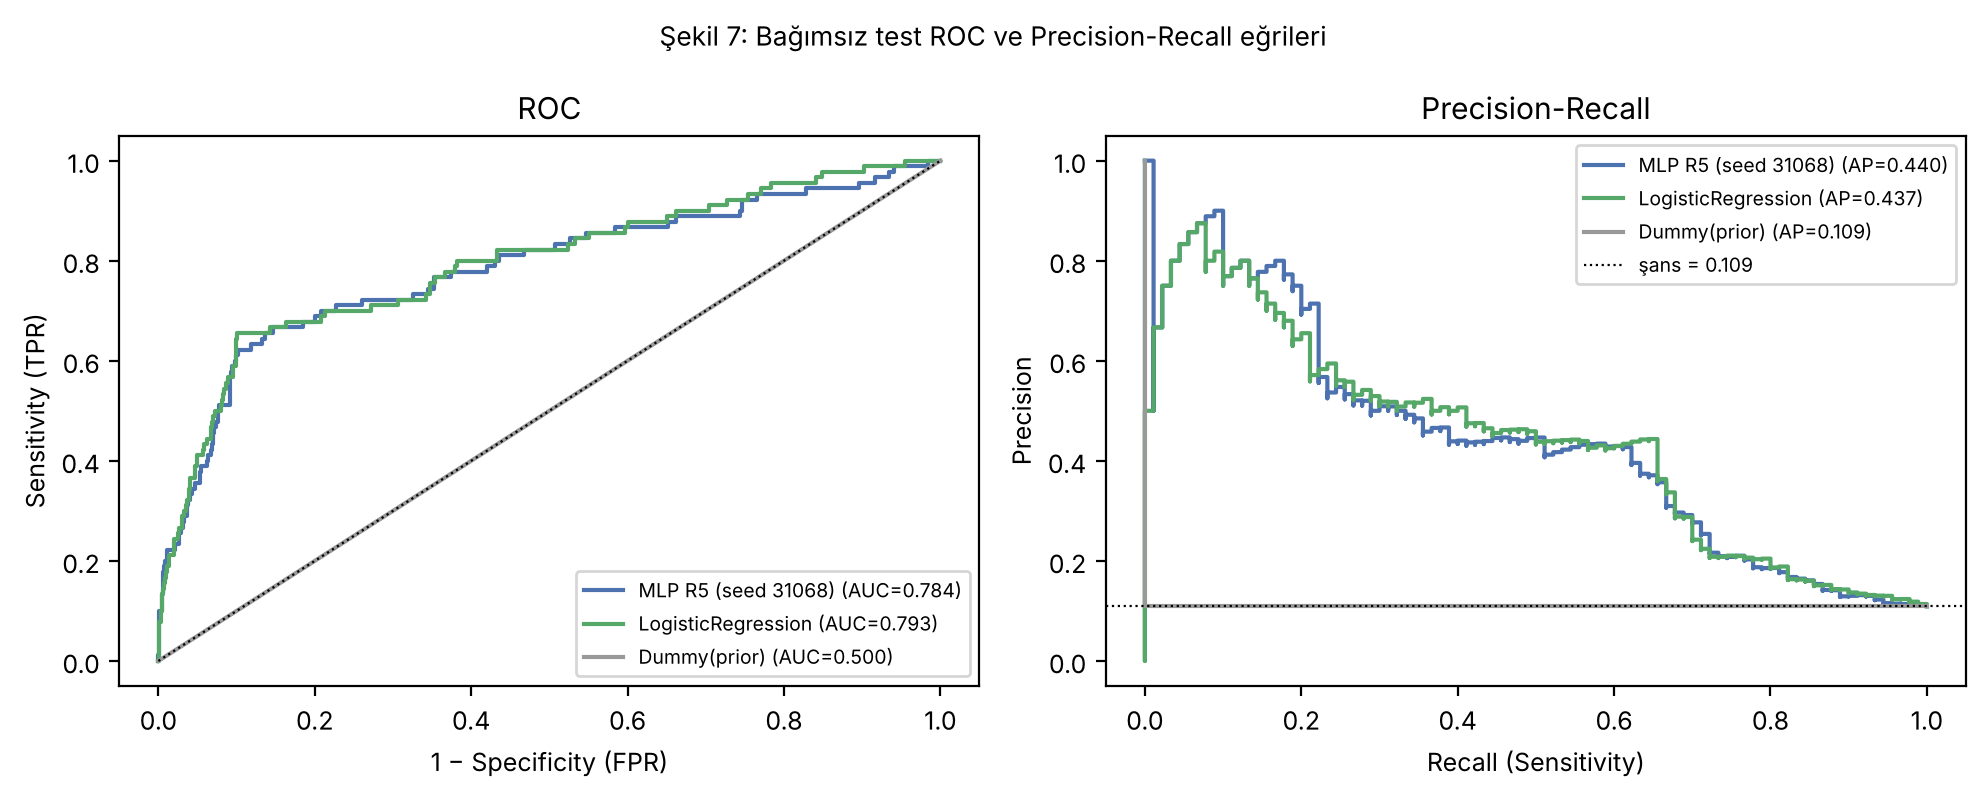 Şekil 7: Bağımsız test ROC ve Precision-Recall eğrileri
ROC
Sensitivity (TPR)
1.0
0.8
0.6
0.4
0.2
0.0
MLP R5 (seed 31068) (AUC=0.784)
LogisticRegression (AUC=0.793)
Dummy(prior) (AUC=0.500)
0.0 0.2 0.4 0.6 0.8 1.0
1 − Specificity (FPR)
Precision-Recall
Precision
1.0
0.8
0.6
0.4
0.2
0.0
MLP R5 (seed 31068) (AP=0.440)
LogisticRegression (AP=0.437)
Dummy(prior) (AP=0.109)
şans = 0.109
0.0 0.2 0.4 0.6 0.8 1.0
Recall (Sensitivity)